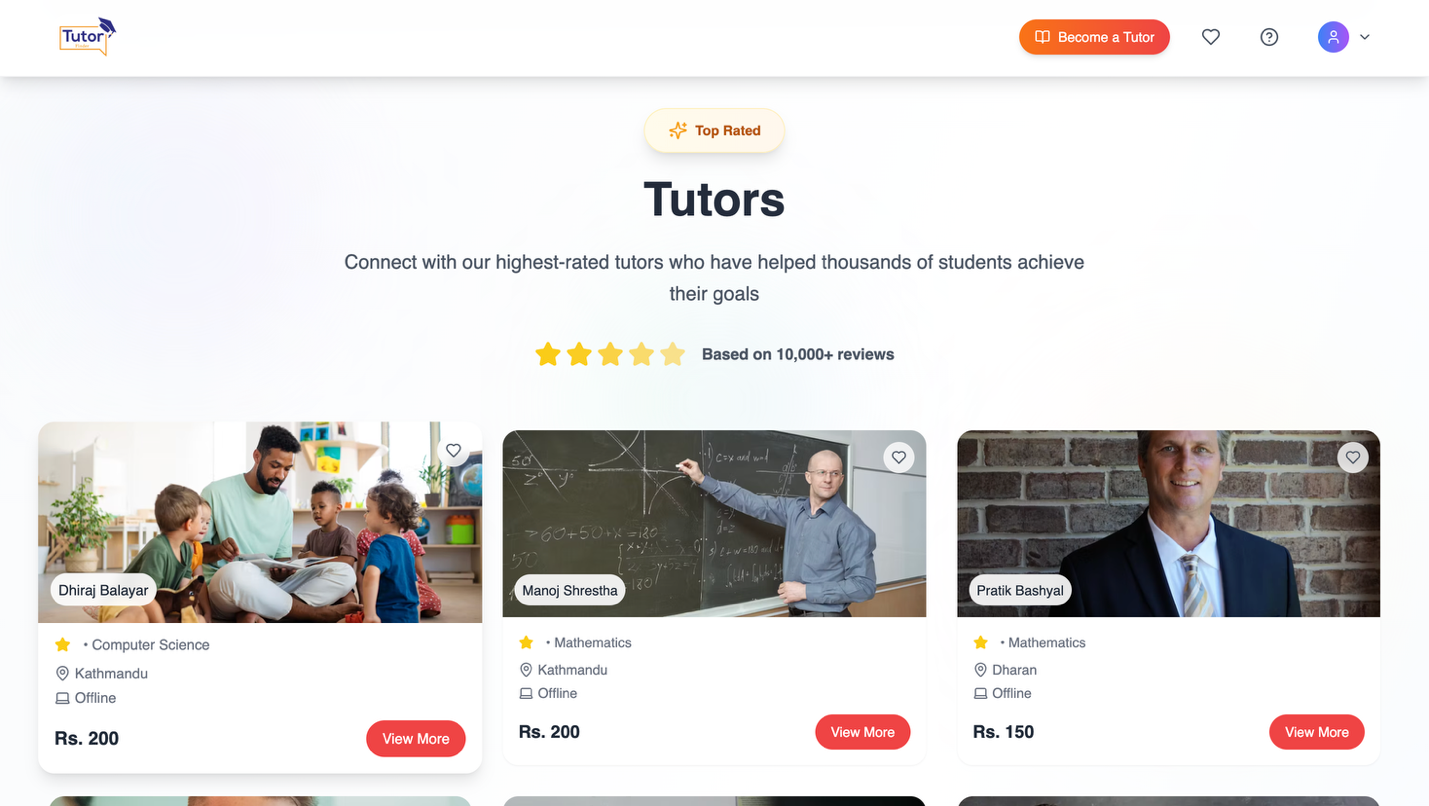 Tutor
Become a Tutor
Top Rated
Tutors
Connect with our highest-rated tutors who have helped thousands of students achieve
their goals
Based on 10,000+ reviews
Dhiraj Balayar
• Computer Science
Kathmandu
Offline
Rs. 200
View More
Manoj Shrestha
• Mathematics
Kathmandu
Offline
Rs. 200
View More
Pratik Bashyal
• Mathematics
Dharan
Offline
Rs. 150
View More